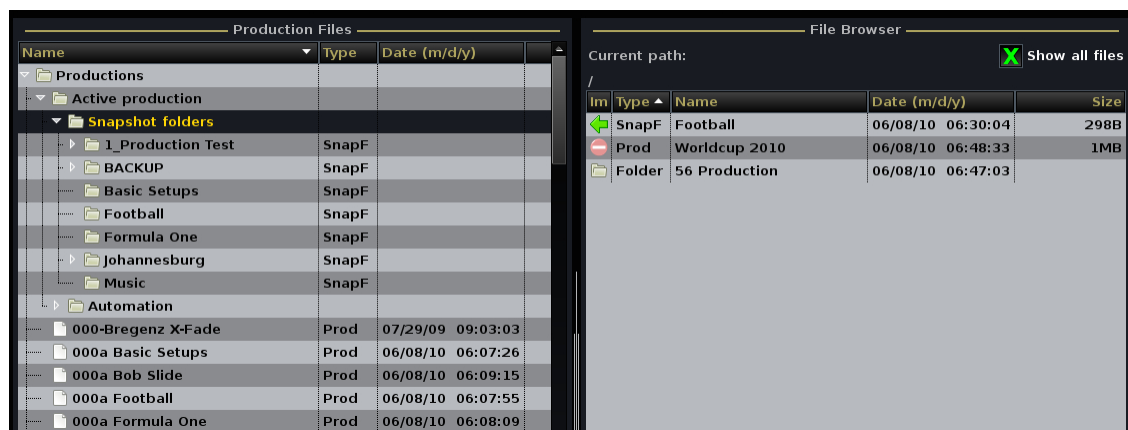 Production Files
Name Type Date (m/d/y)
Productions
Active production
Snapshot folders
1_Production Test SnapF
BACKUP SnapF
Basic Setups SnapF
Football SnapF
Formula One SnapF
Johannesburg SnapF
Music SnapF
Automation
000-Bregenz X-Fade Prod 07/29/09 09:03:03
000a Basic Setups Prod 06/08/10 06:07:26
000a Bob Slide Prod 06/08/10 06:09:15
000a Football Prod 06/08/10 06:07:55
000a Formula One Prod 06/08/10 06:08:09
File Browser
Current path: X Show all files
/
Im Type Name Date (m/d/y) Size
SnapF Football 06/08/10 06:30:04 298B
Prod Worldcup 2010 06/08/10 06:48:33 1MB
Folder 56 Production 06/08/10 06:47:03